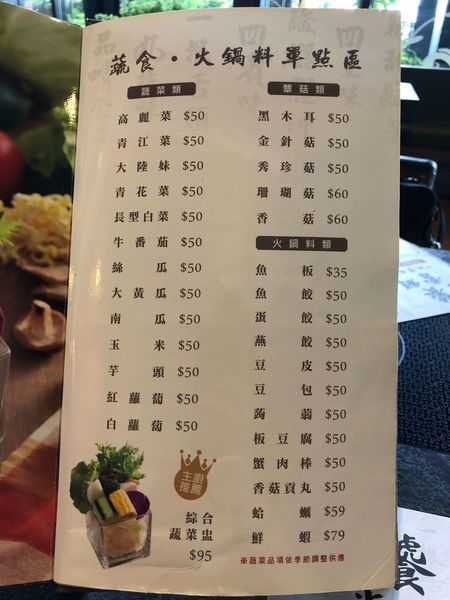 蔬食・火鍋料單點區
蔬菜類
高麗菜 $50
青江菜 $50
大陸妹 $50
青花菜 $50
長型白菜 $50
牛番茄 $50
絲瓜 $50
大黃瓜 $50
南瓜 $50
玉米 $50
芋頭 $50
紅蘿蔔 $50
白蘿蔔 $50
主廚
推薦
綜合
蔬菜盅
$95
蕈菇類
黑木耳 $50
金針菇 $50
秀珍菇 $50
珊瑚菇 $60
香菇 $60
火鍋料類
魚板 $35
魚餃 $50
蛋餃 $50
燕餃 $50
豆皮 $50
豆包 $50
蒟蒻 $50
板豆腐 $50
蟹肉棒 $50
香菇貢丸 $50
蛤蠣 $59
鮮蝦 $79
※蔬菜品項依季節調整供應